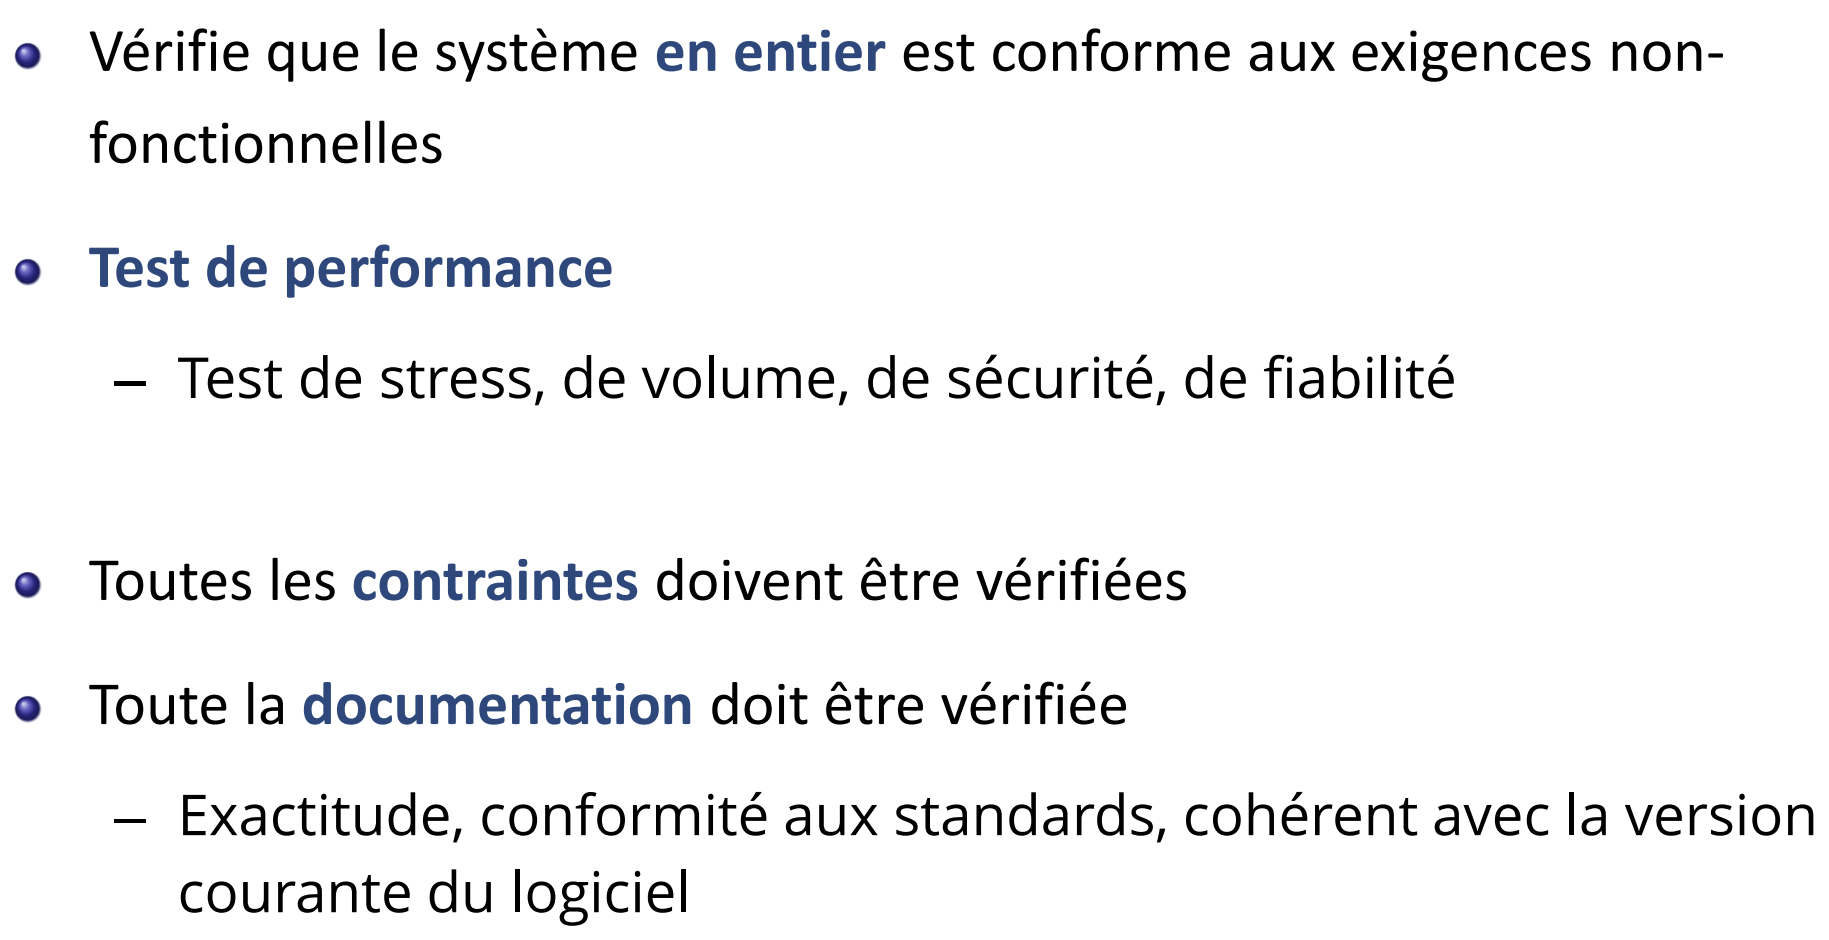 Vérifie que le système en entier est conforme aux exigences non-
fonctionnelles
Test de performance
– Test de stress, de volume, de sécurité, de fiabilité
Toutes les contraintes doivent être vérifiées
Toute la documentation doit être vérifiée
– Exactitude, conformité aux standards, cohérent avec la version
courante du logiciel